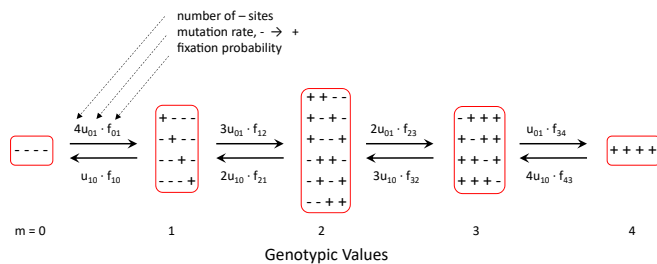 number of – sites
mutation rate, - → +
fixation probability
4u₀₁ · f₀₁
3u₀₁ · f₁₂
2u₀₁ · f₂₃
u₀₁ · f₃₄
u₁₀ · f₁₀
2u₁₀ · f₂₁
3u₁₀ · f₃₂
4u₁₀ · f₄₃
- - - -
+ - - -
- + - -
- - + -
- - - +
+ + - -
+ - + -
+ - - +
- + + -
- + - +
- - + +
- + + +
+ - + +
+ + - +
+ + + -
+ + + +
m = 0 1 2 3 4
Genotypic Values